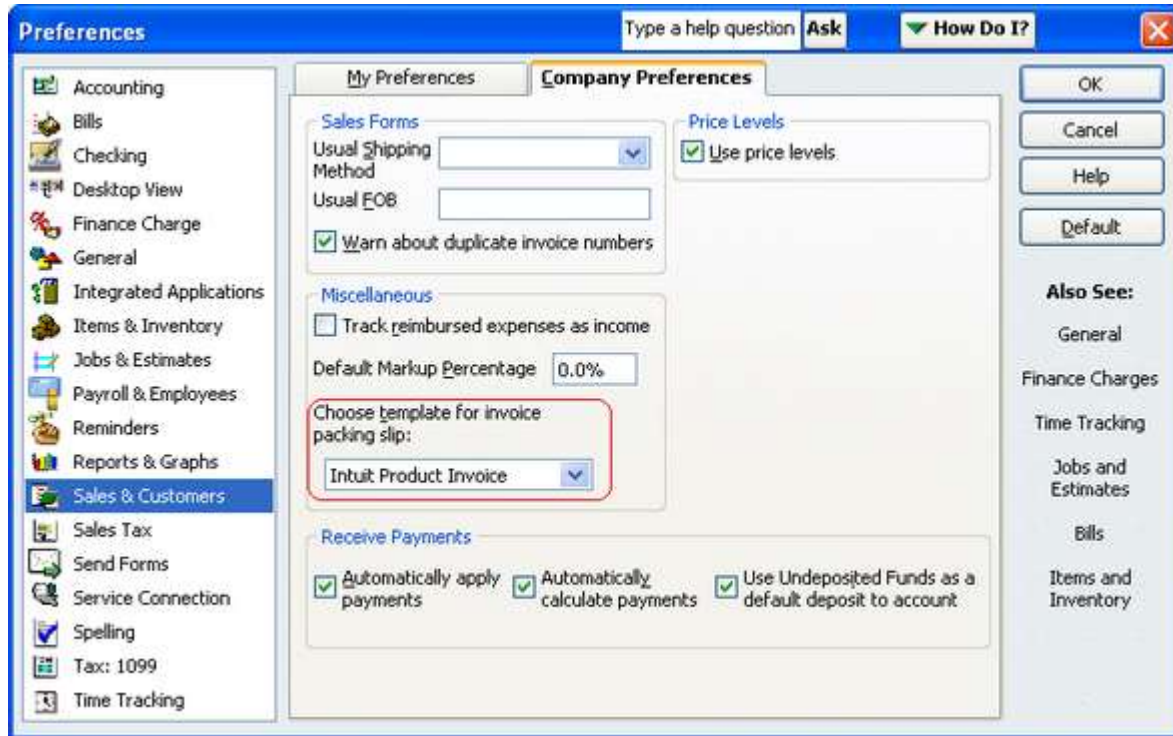 Preferences
Type a help question Ask
How Do I?
Accounting
Bills
Checking
Desktop View
Finance Charge
General
Integrated Applications
Items & Inventory
Jobs & Estimates
Payroll & Employees
Reminders
Reports & Graphs
Sales & Customers
Sales Tax
Send Forms
Service Connection
Spelling
Tax: 1099
Time Tracking
My Preferences
Company Preferences
Sales Forms
Usual Shipping
Method
Usual FOB
Warn about duplicate invoice numbers
Price Levels
Use price levels
Miscellaneous
Track reimbursed expenses as income
Default Markup Percentage 0.0%
Choose template for invoice
packing slip:
Intuit Product Invoice
Receive Payments
Automatically apply
payments
Automatically
calculate payments
Use Undeposited Funds as a
default deposit to account
OK
Cancel
Help
Default
Also See:
General
Finance Charges
Time Tracking
Jobs and
Estimates
Bills
Items and
Inventory